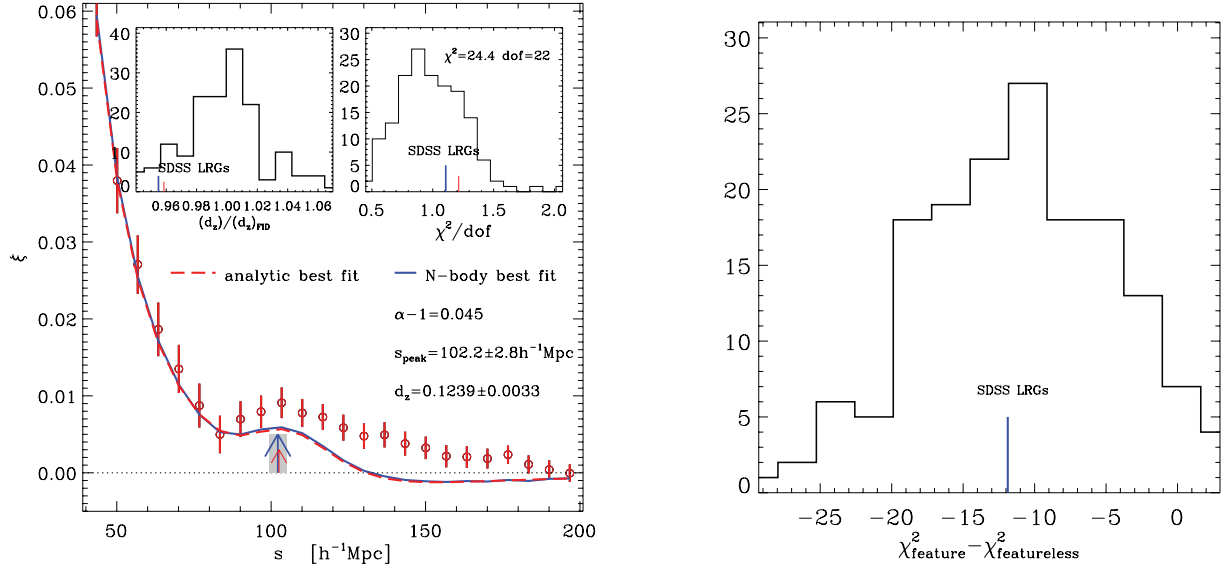 0.06
0.05
0.04
0.03
0.02
0.01
0.00
ξ
50
100
150
200
s [h⁻¹Mpc]
40
30
20
10
0
SDSS LRGs
0.96 0.98 1.00 1.02 1.04 1.06
(d_z)/(d_z)_FID
30
25
20
15
10
5
0
χ²=24.4 dof=22
SDSS LRGs
0.5 1.0 1.5 2.0
χ²/dof
analytic best fit
N-body best fit
α-1=0.045
s_peak=102.2±2.8h⁻¹Mpc
d_z=0.1239±0.0033
30
25
20
15
10
5
0
SDSS LRGs
-25 -20 -15 -10 -5 0
χ²_feature-χ²_featureless